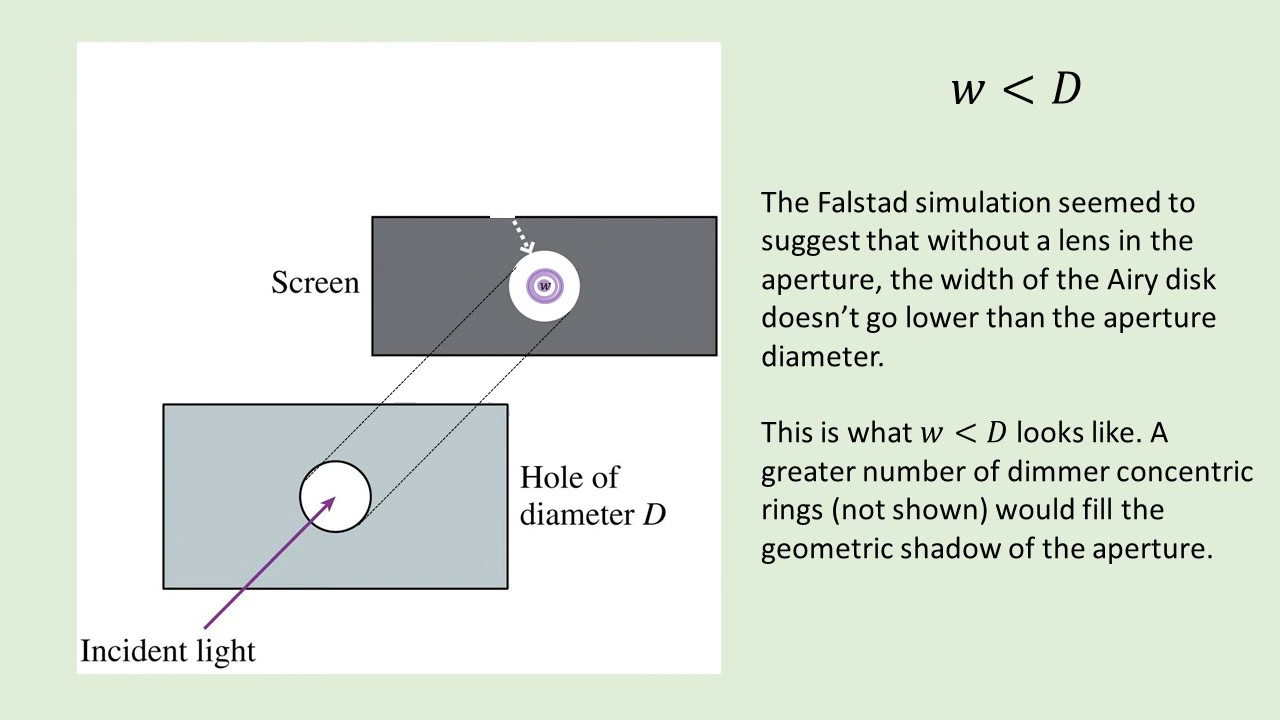 𝑤 < 𝐷
The Falstad simulation seemed to
suggest that without a lens in the
aperture, the width of the Airy disk
doesn’t go lower than the aperture
diameter.
This is what 𝑤 < 𝐷 looks like. A
greater number of dimmer concentric
rings (not shown) would fill the
geometric shadow of the aperture.
Screen
w
Hole of
diameter D
Incident light